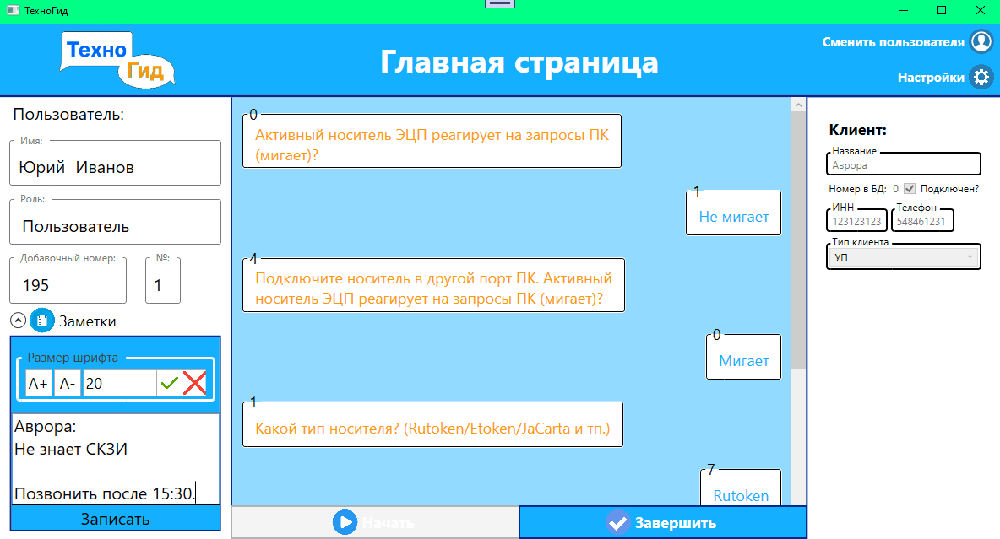 ТехноГид
Техно
Гид
Главная страница
Сменить пользователя
Настройки
Пользователь:
Имя:
Юрий Иванов
Роль:
Пользователь
Добавочный номер:
195
№:
1
Заметки
Размер шрифта
A+ A- 20
Аврора:
Не знает СКЗИ
Позвонить после 15:30.
Записать
0
Активный носитель ЭЦП реагирует на запросы ПК
(мигает)?
1
Не мигает
4
Подключите носитель в другой порт ПК. Активный
носитель ЭЦП реагирует на запросы ПК (мигает)?
0
Мигает
1
Какой тип носителя? (Rutoken/Etoken/JaCarta и тп.)
7
Rutoken
Начать
Завершить
Клиент:
Название
Аврора
Номер в БД: 0 Подключен?
ИНН
123123123
Телефон
548461231
Тип клиента
УП